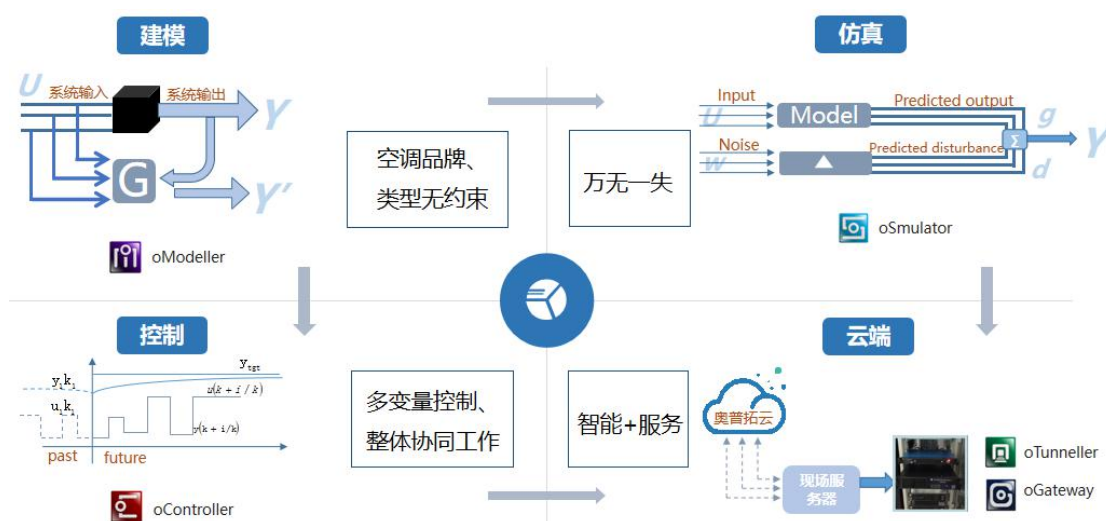 建模
U
系统输入
系统输出
Y
G
Y'
oModeller
空调品牌、
类型无约束
万无一失
仿真
Input
U
Model
Predicted output
g
Noise
W
Predicted disturbance
Σ
Y
d
oSmulator
控制
y,k,
u,k,
y_tgt
u(k + i / k)
y(k + i/k)
past
future
oController
多变量控制、
整体协同工作
智能+服务
云端
奥普拓云
现场服
务器
oTunneller
oGateway